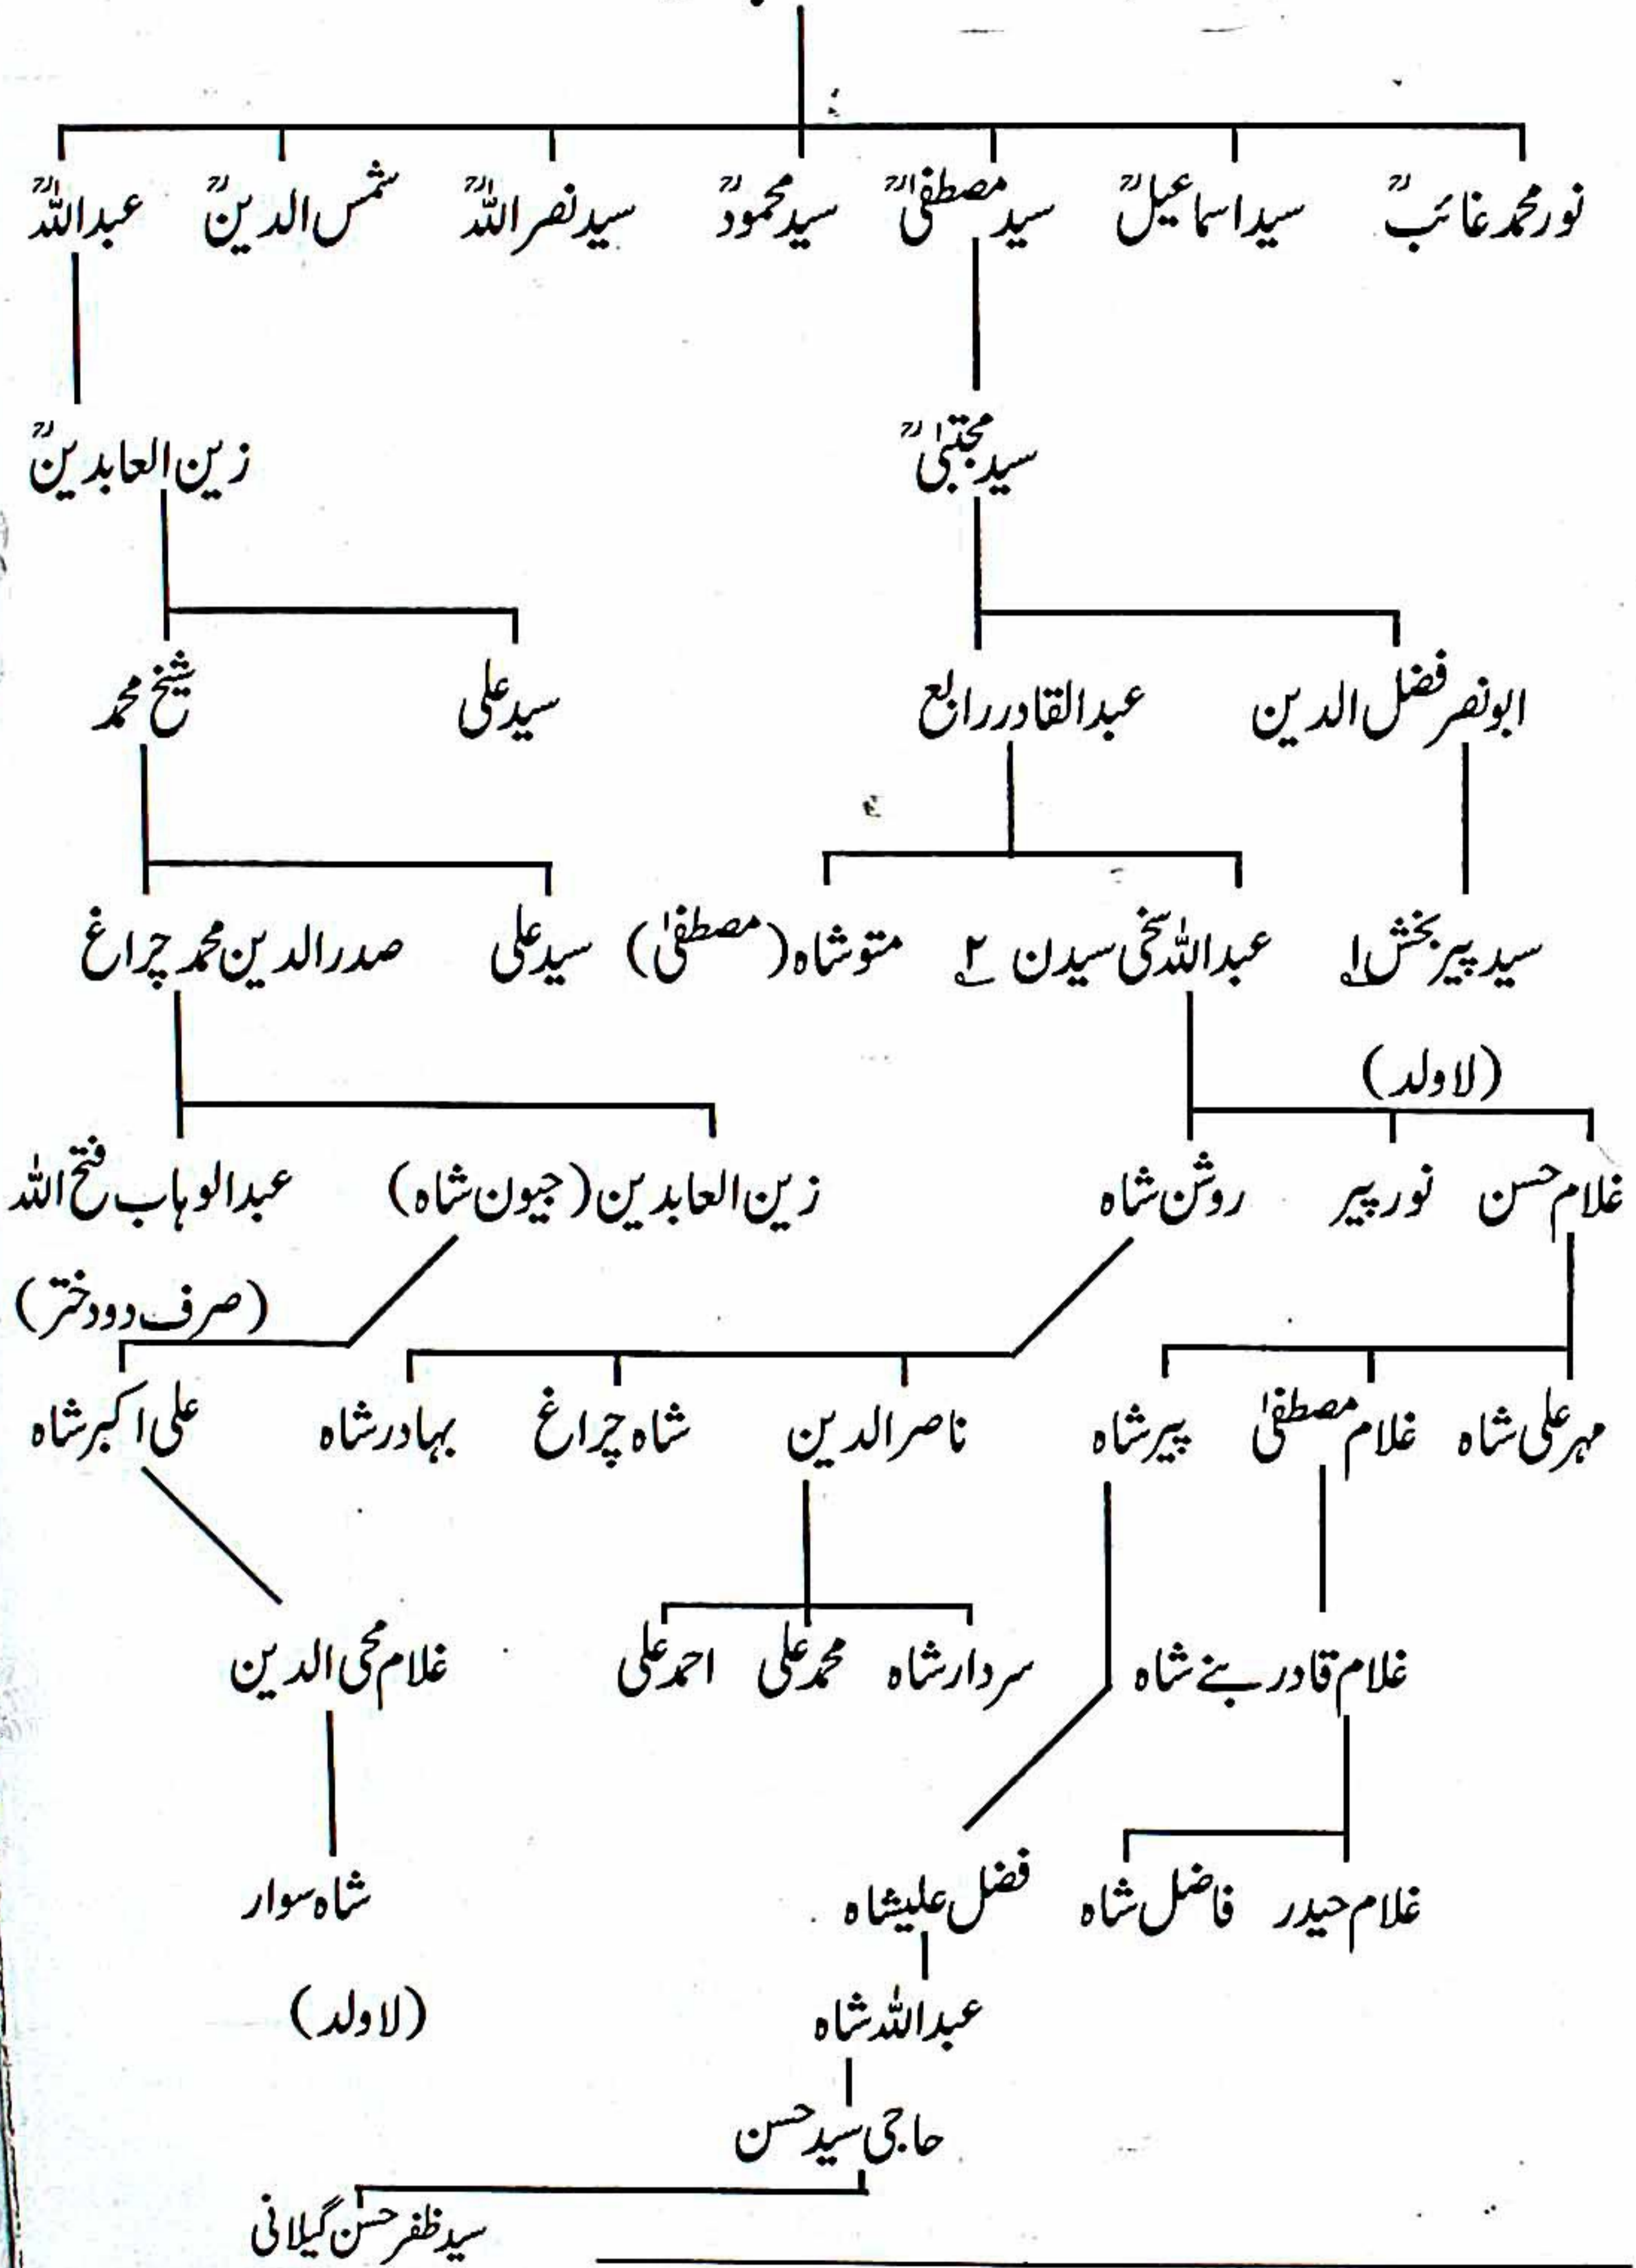 نور محمد غائبؒ سید اسماعیلؒ سید مصطفیٰؒ سید محمودؒ سید نصر اللہؒ شمس الدینؒ عبد اللہؒ
سید مجتبیٰؒ زین العابدینؒ
ابو نصر فضل الدین عبد القادر رابع سید علی شیخ محمد
سید پیر بخش ۱؎ عبد اللہ سخی سیدن ۲؎ متو شاہ (مصطفیٰ) سید علی صدر الدین محمد چراغ
(لاولد)
غلام حسن نور پیر روشن شاہ زین العابدین (جیون شاہ) عبد الوہاب فتح اللہ
(صرف دو دختر)
مہر علی شاہ غلام مصطفیٰ پیر شاہ ناصر الدین شاہ چراغ بہادر شاہ علی اکبر شاہ
غلام قادر بنے شاہ سردار شاہ محمد علی احمد علی غلام محی الدین
غلام حیدر فاضل شاہ فضل علیشاہ شاہ سوار
عبد اللہ شاہ (لاولد)
حاجی سید حسن
سید ظفر حسن گیلانی